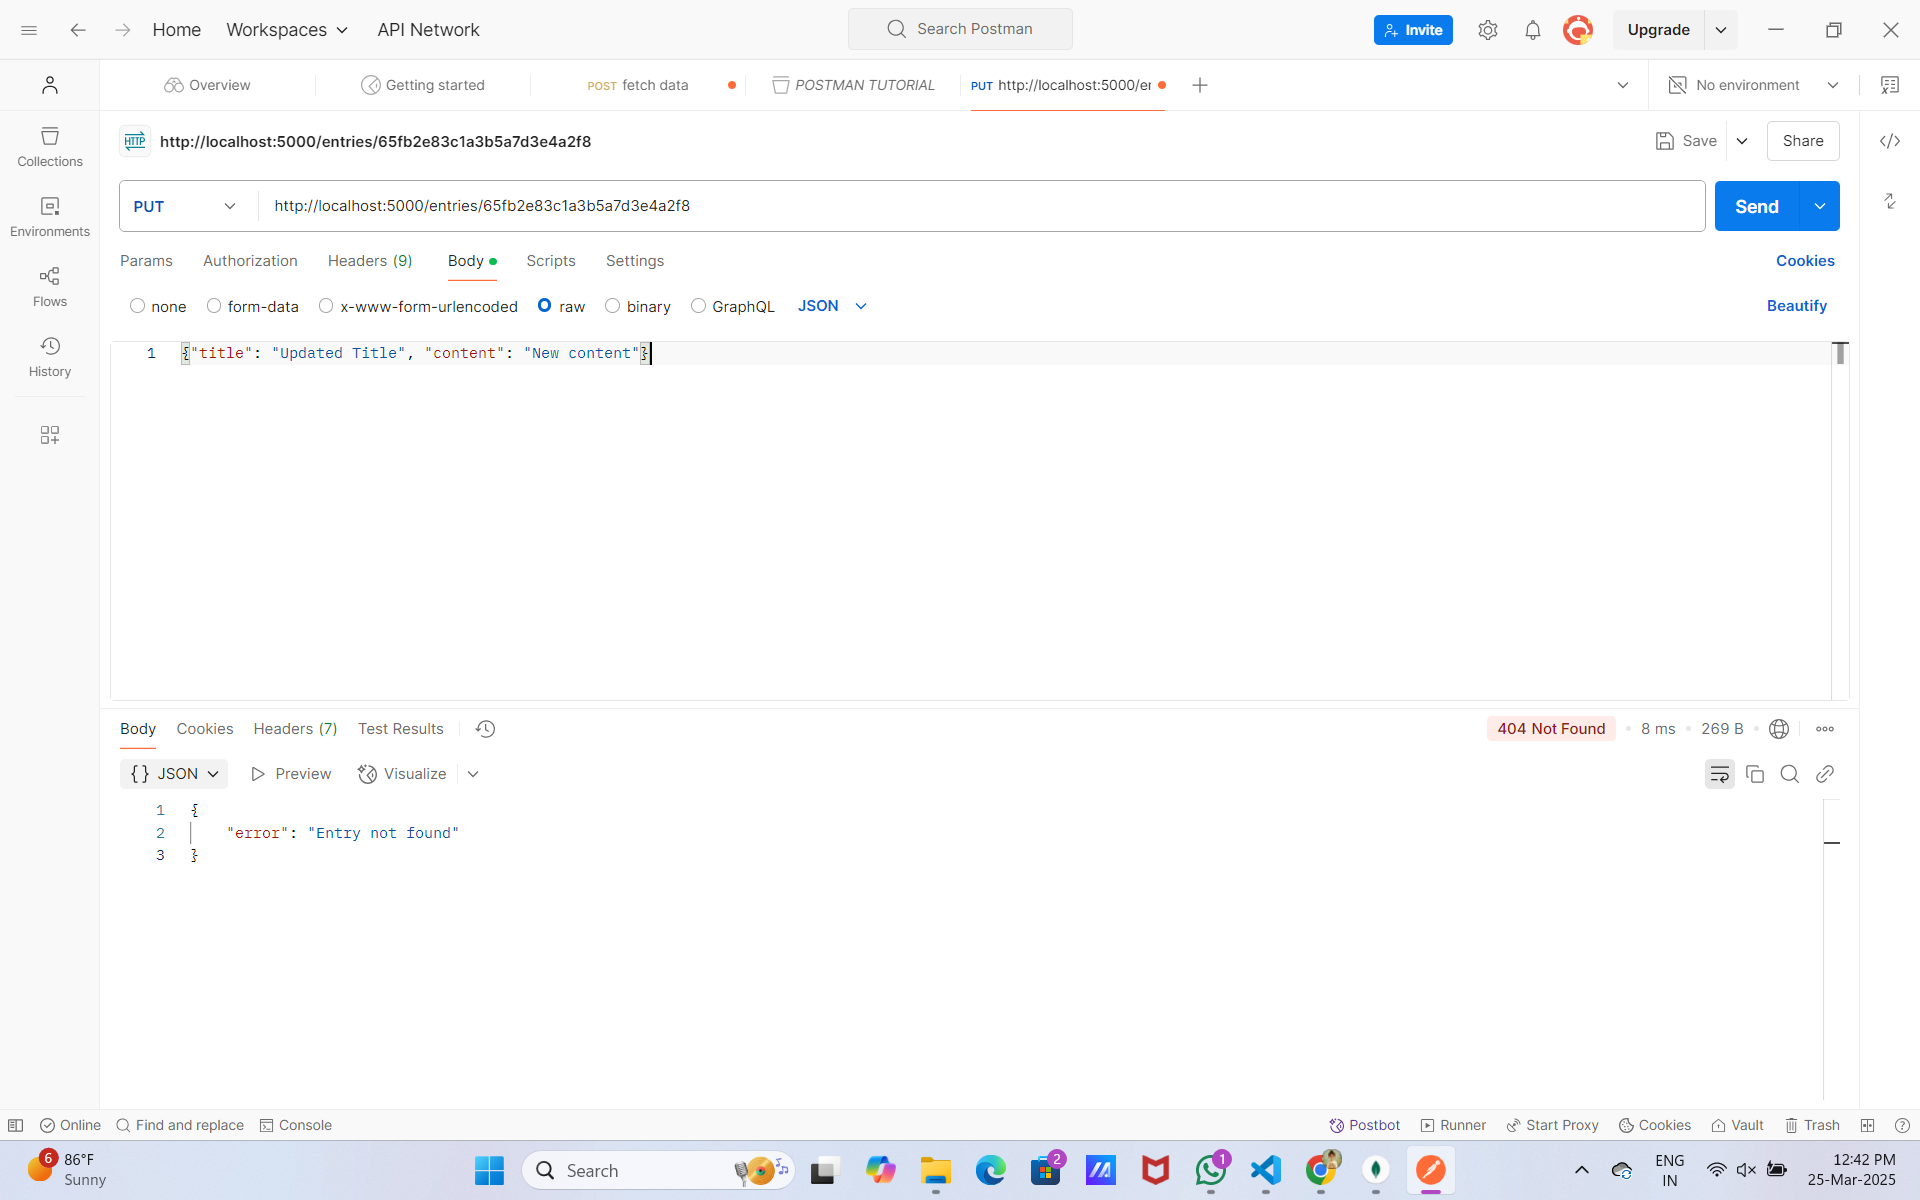 Home Workspaces API Network Search Postman Invite Upgrade
Overview Getting started POST fetch data POSTMAN TUTORIAL PUT http://localhost:5000/er No environment
HTTP http://localhost:5000/entries/65fb2e83c1a3b5a7d3e4a2f8 Save Share
Collections
PUT http://localhost:5000/entries/65fb2e83c1a3b5a7d3e4a2f8 Send
Environments
Params Authorization Headers (9) Body Scripts Settings Cookies
Flows
none form-data x-www-form-urlencoded raw binary GraphQL JSON Beautify
History
1 {"title": "Updated Title", "content": "New content"}
Body Cookies Headers (7) Test Results 404 Not Found 8 ms 269 B
{} JSON Preview Visualize
1 {
2 "error": "Entry not found"
3 }
Online Find and replace Console Postbot Runner Start Proxy Cookies Vault Trash
6 86°F
Sunny
Search
2
1
ENG
IN
12:42 PM
25-Mar-2025